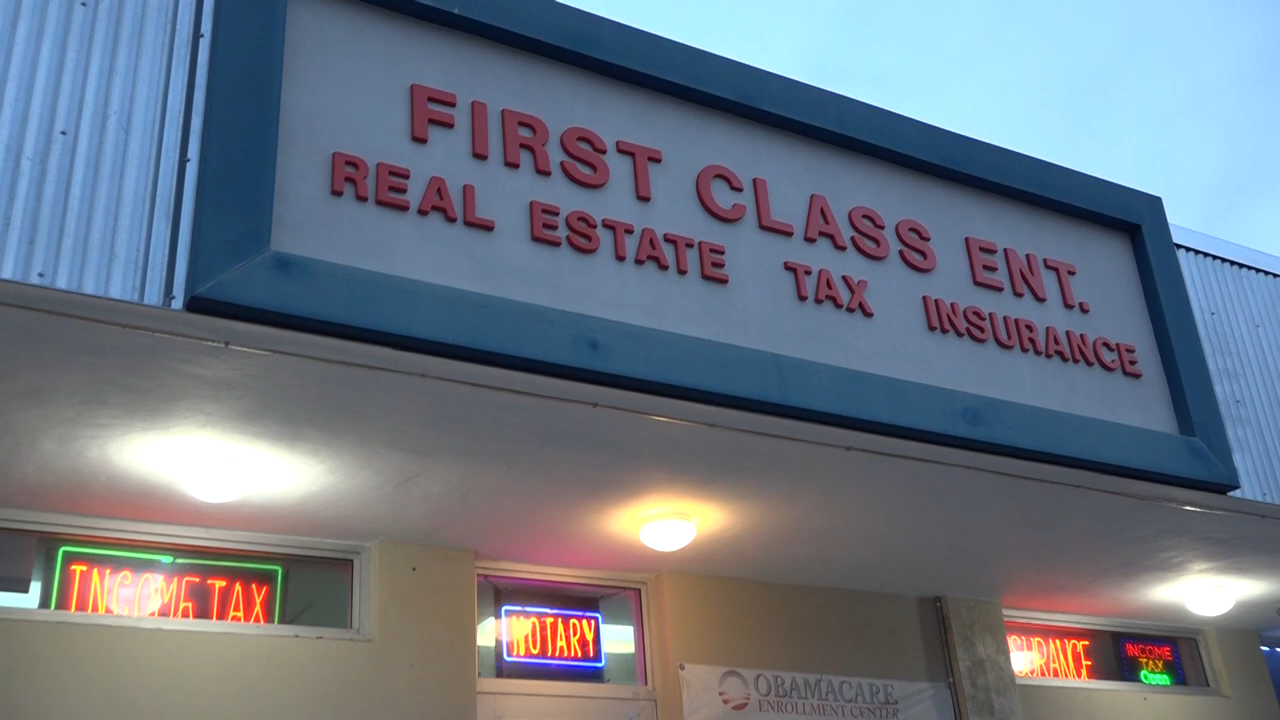 FIRST CLASS ENT.
REAL ESTATE TAX INSURANCE
INCOME TAX
NOTARY
SURANCE
INCOME
TAX
Open
OBAMACARE
ENROLLMENT CENTER